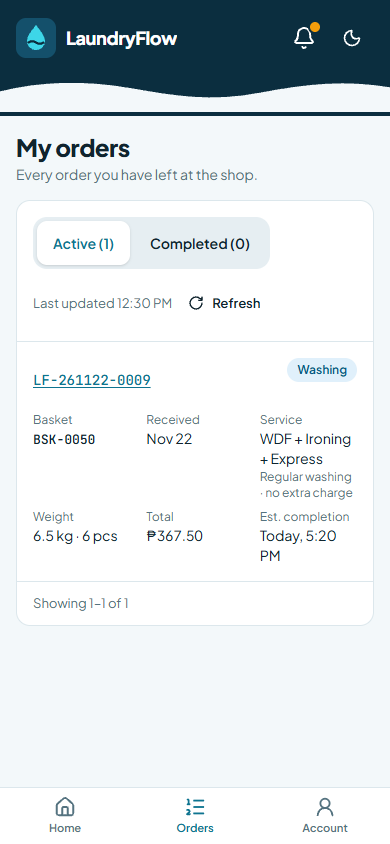 LaundryFlow
My orders
Every order you have left at the shop.
Active (1) Completed (0)
Last updated 12:30 PM Refresh
LF-261122-0009 Washing
Basket Received Service
BSK-0050 Nov 22 WDF + Ironing
+ Express
Regular washing
· no extra charge
Weight Total Est. completion
6.5 kg · 6 pcs ₱367.50 Today, 5:20
PM
Showing 1–1 of 1
Home Orders Account